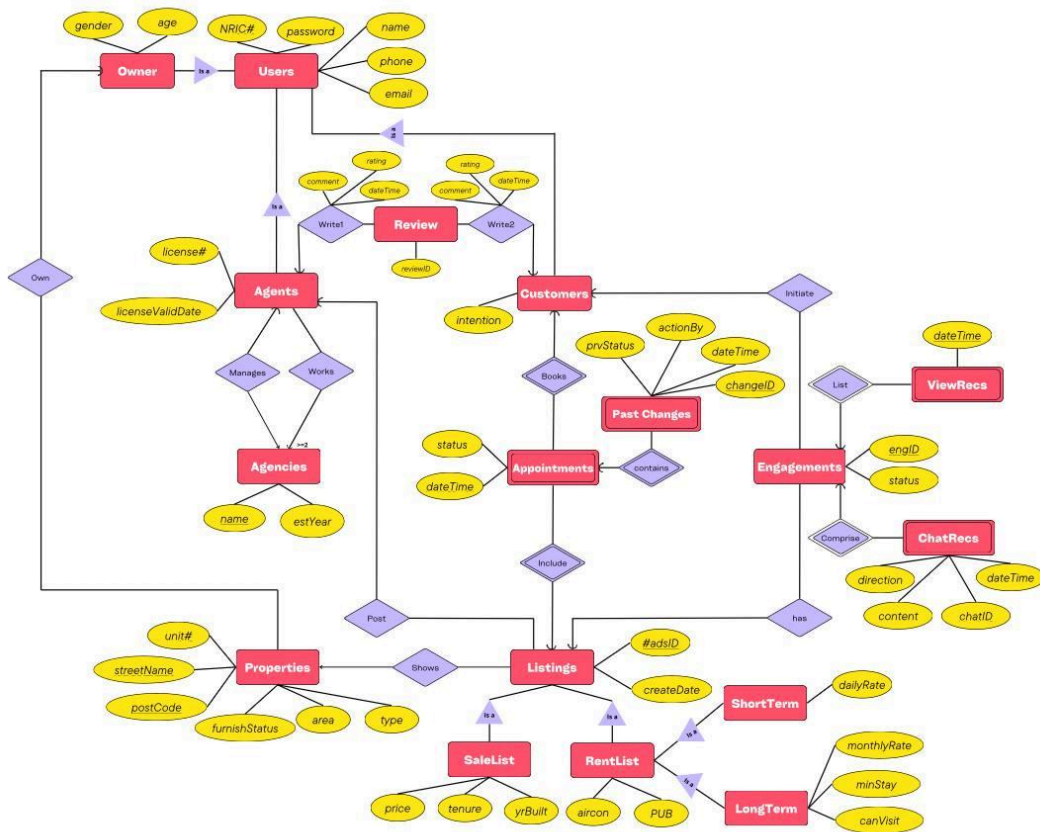 gender
age
NRIC#
password
name
Owner
Is a
Users
phone
email
Is a
rating
rating
comment
dateTime
comment
dateTime
Is a
Write1
Review
Write2
reviewID
license#
licenseValidDate
Agents
Customers
intention
Own
Initiate
actionBy
prvStatus
dateTime
changeID
dateTime
List
ViewRecs
Manages
Works
Books
Past Changes
>=2
status
Agencies
Appointments
contains
Engagements
engID
status
dateTime
name
estYear
Comprise
ChatRecs
Include
direction
dateTime
content
chatID
Post
has
unit#
streetName
postCode
Properties
Shows
Listings
#adsID
createDate
furnishStatus
area
type
Is a
Is a
Is a
ShortTerm
dailyRate
SaleList
RentList
Is a
LongTerm
monthlyRate
minStay
canVisit
price
tenure
yrBuilt
aircon
PUB